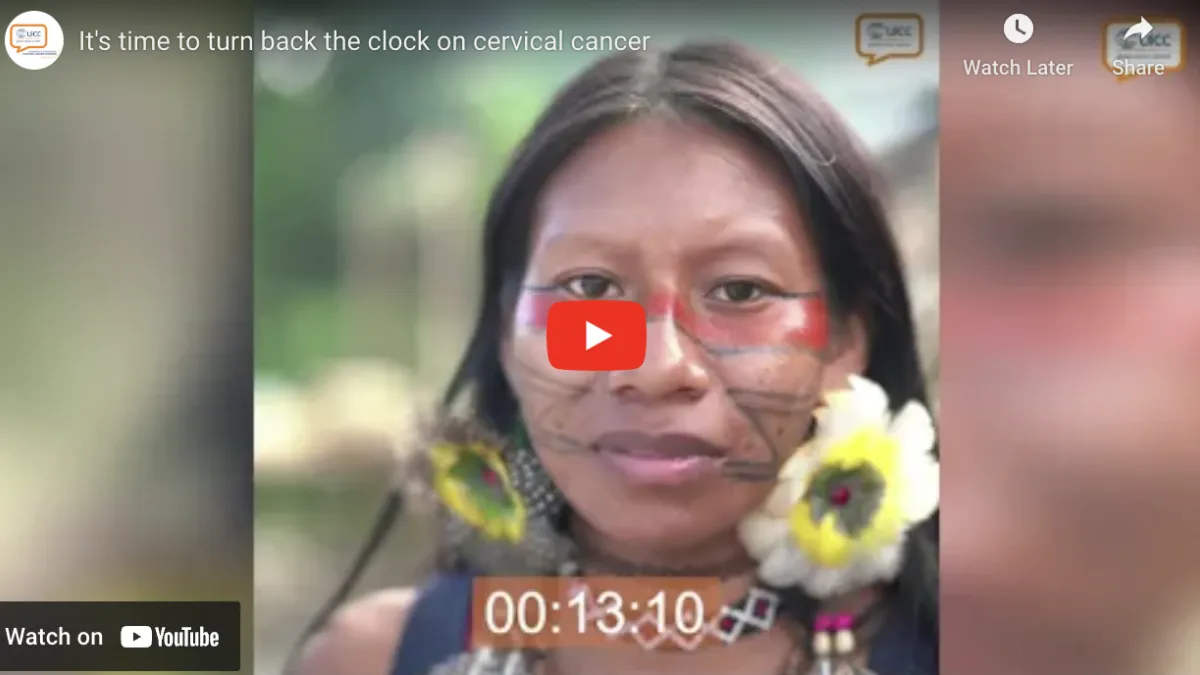 It's time to turn back the clock on cervical cancer
UICC
Watch Later
Share
00:13:10
Watch on YouTube